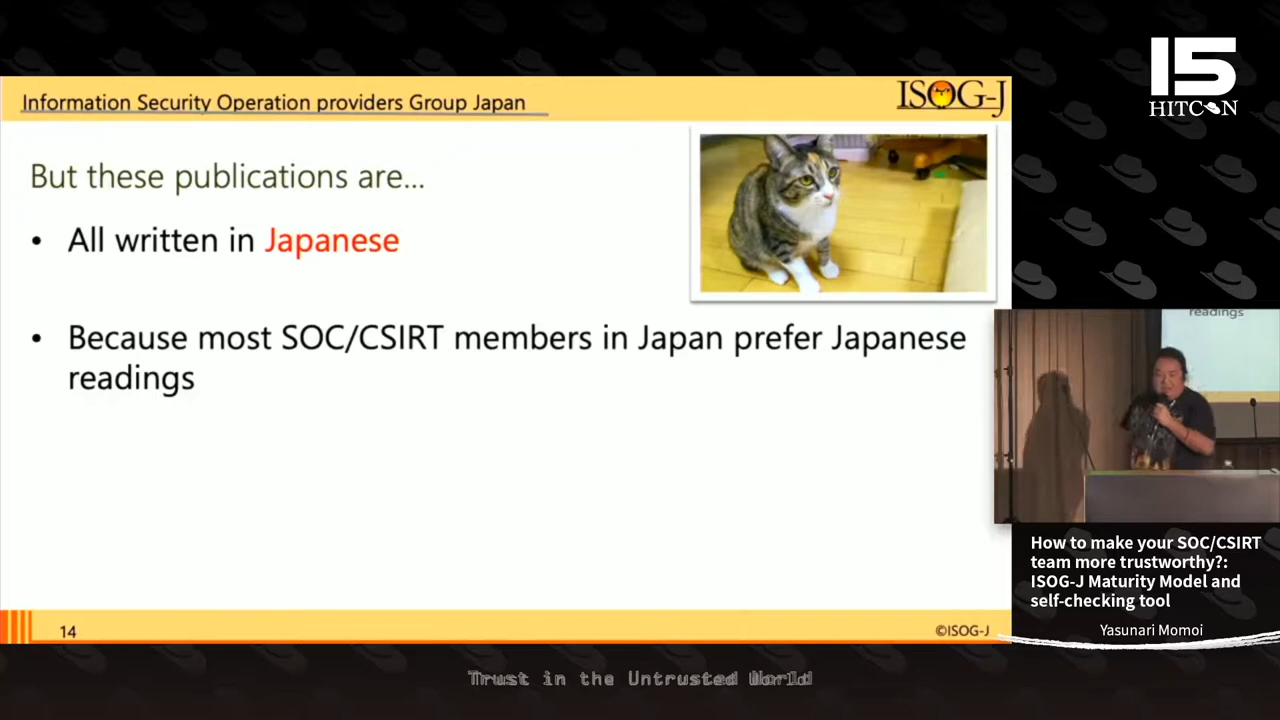 15
HITCON
Information Security Operation providers Group Japan
ISOG-J
But these publications are...
• All written in Japanese
• Because most SOC/CSIRT members in Japan prefer Japanese
readings
readings
How to make your SOC/CSIRT
team more trustworthy?:
ISOG-J Maturity Model and
self-checking tool
Yasunari Momoi
14
©ISOG-J
Trust in the Untrusted World